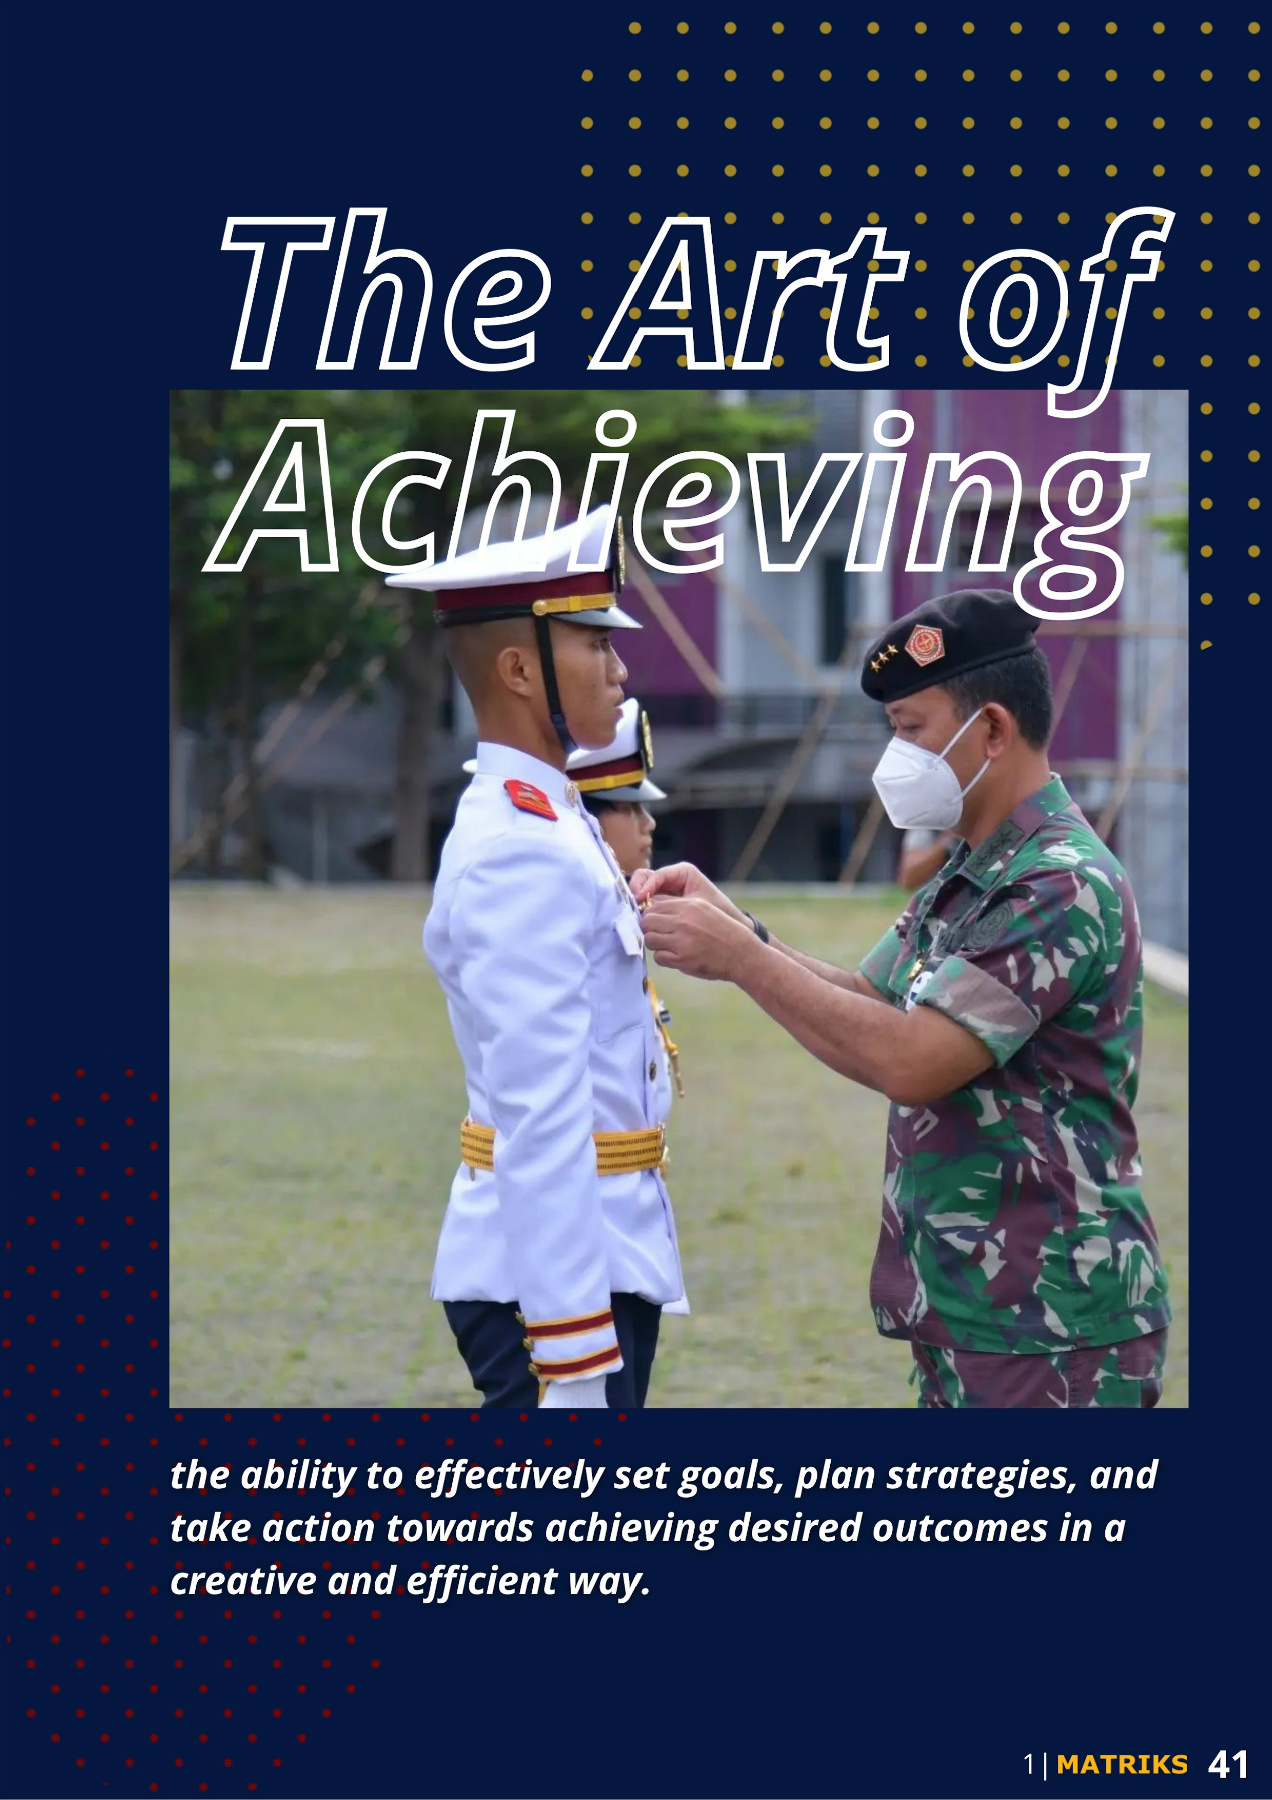 The Art of
Achieving
the ability to effectively set goals, plan strategies, and
take action towards achieving desired outcomes in a
creative and efficient way.
1| MATRIKS 41